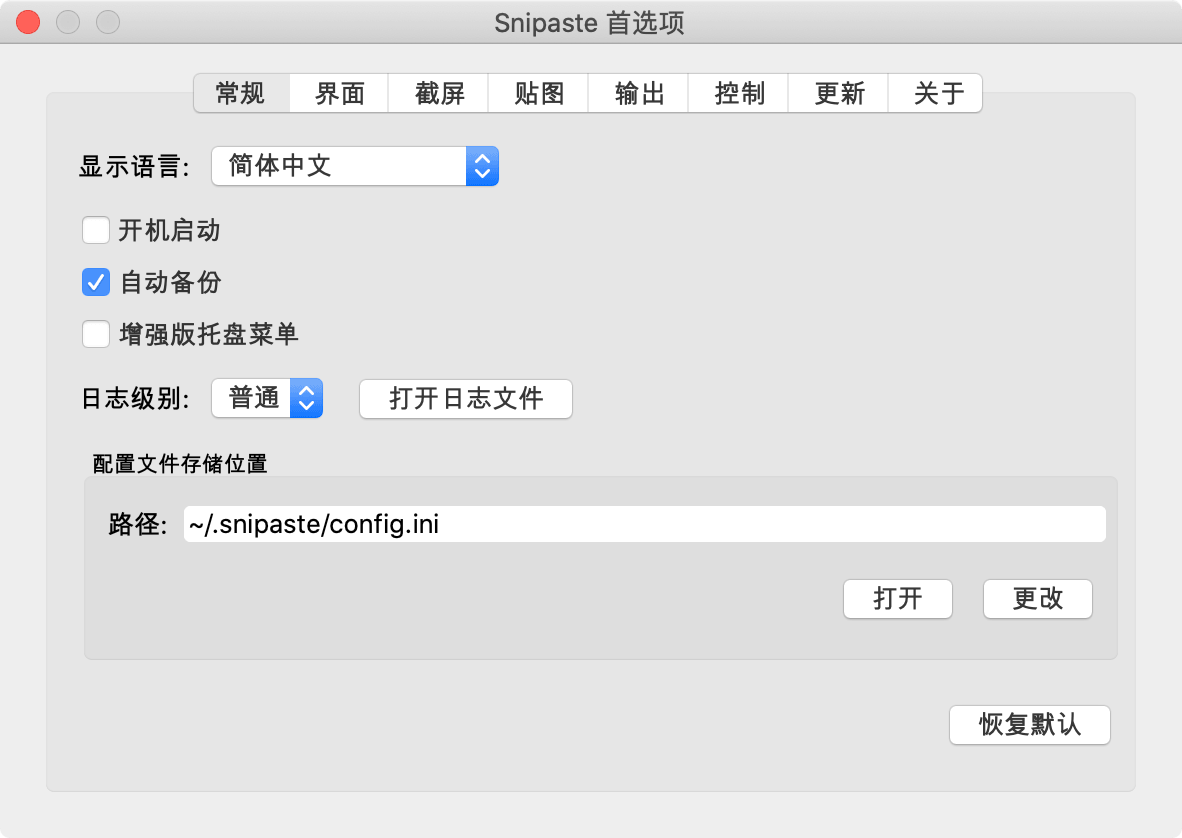 Snipaste 首选项
常规 界面 截屏 贴图 输出 控制 更新 关于
显示语言: 简体中文
开机启动
自动备份
增强版托盘菜单
日志级别: 普通 打开日志文件
配置文件存储位置
路径: ~/.snipaste/config.ini
打开 更改
恢复默认